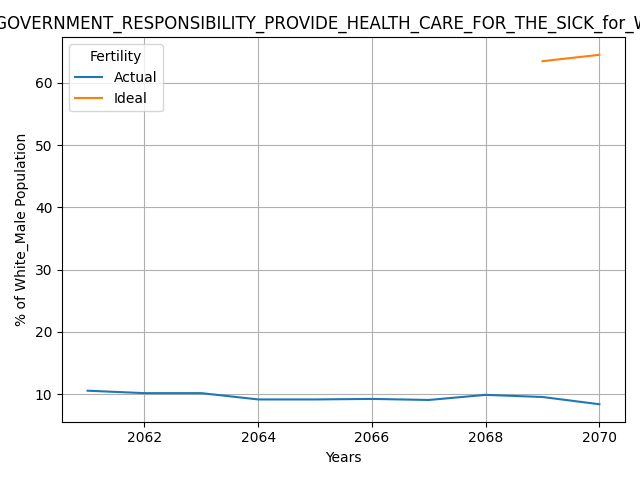 GOVERNMENT_RESPONSIBILITY_PROVIDE_HEALTH_CARE_FOR_THE_SICK_for_W
Fertility
Actual
Ideal
60
50
40
30
20
10
% of White_Male Population
2062 2064 2066 2068 2070
Years